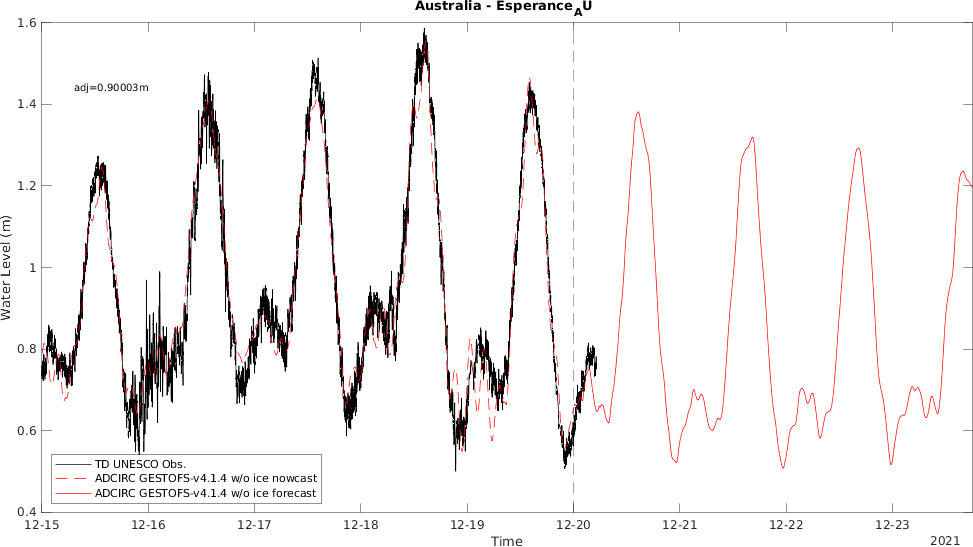 Australia - Esperance_AU
1.6
1.4
1.2
1
0.8
0.6
0.4
Water Level (m)
adj=0.90003m
TD UNESCO Obs.
ADCIRC GESTOFS-v4.1.4 w/o ice nowcast
ADCIRC GESTOFS-v4.1.4 w/o ice forecast
12-15 12-16 12-17 12-18 12-19 12-20 12-21 12-22 12-23
Time
2021